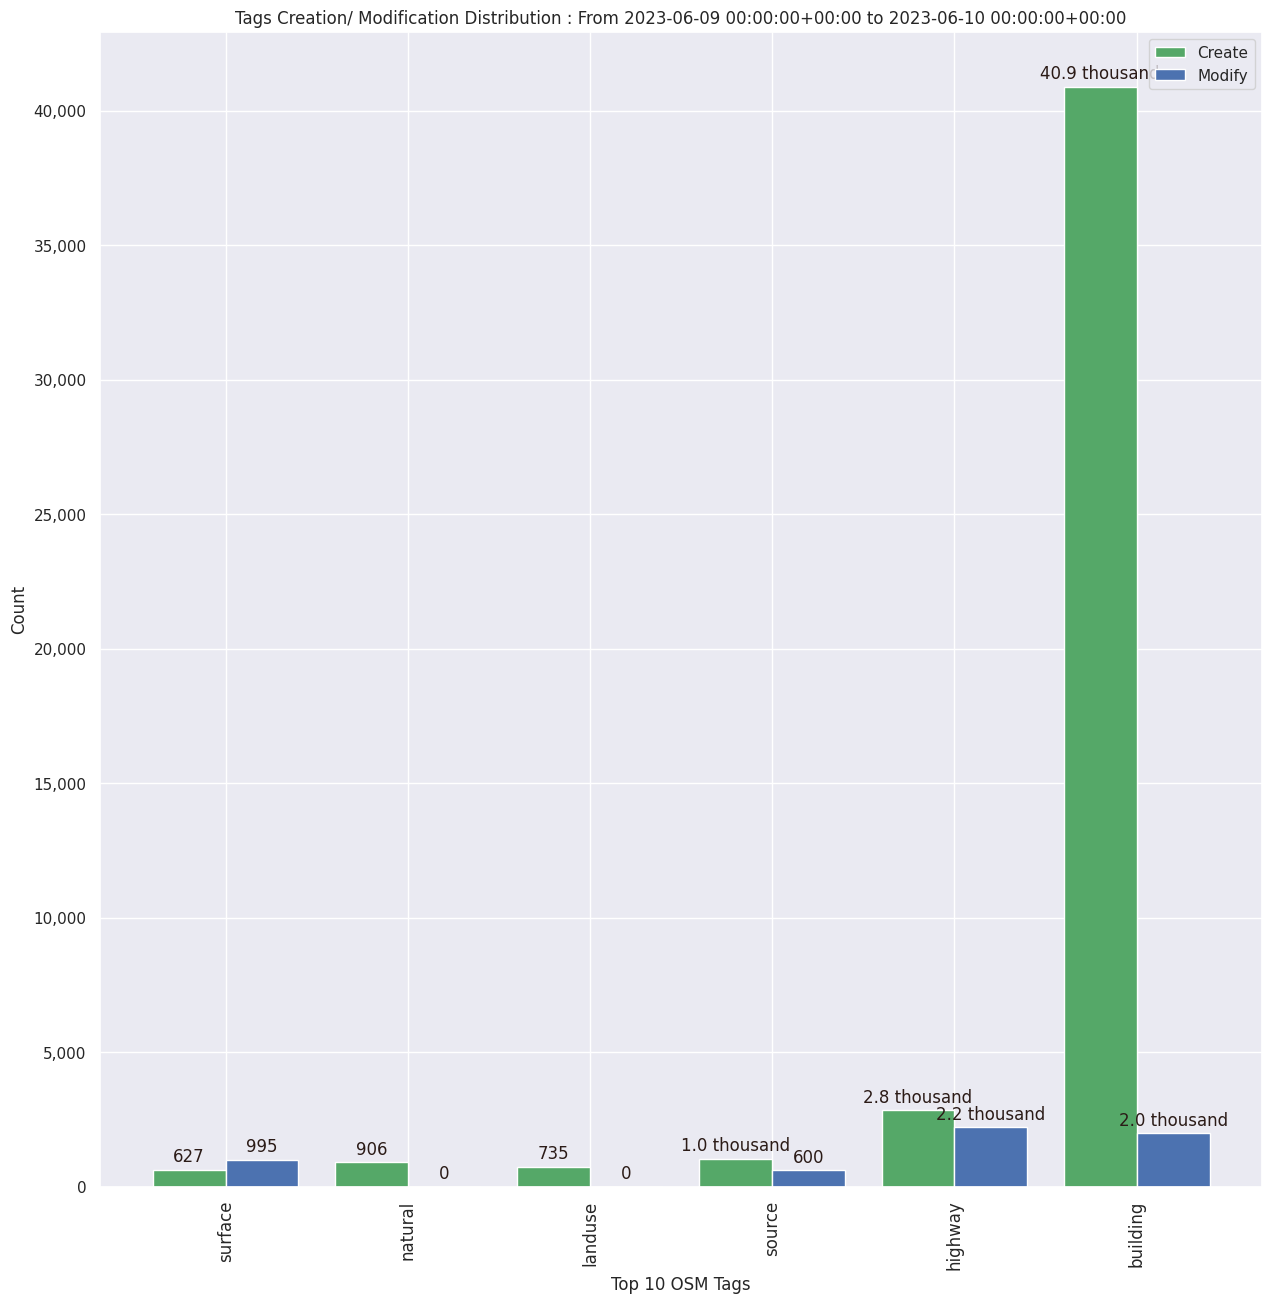 Tags Creation/ Modification Distribution : From 2023-06-09 00:00:00+00:00 to 2023-06-10 00:00:00+00:00
Create
Modify
40.9 thousand
40,000
35,000
30,000
25,000
20,000
15,000
10,000
5,000
0
Count
627
995
906
0
735
0
1.0 thousand
600
2.8 thousand
2.2 thousand
2.0 thousand
surface
natural
landuse
source
highway
building
Top 10 OSM Tags